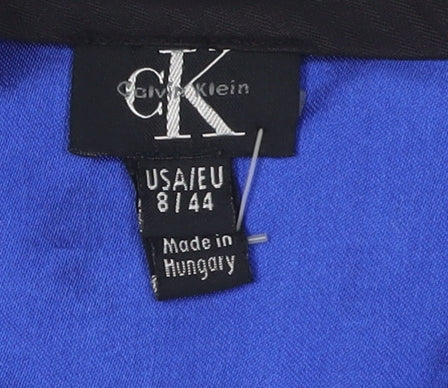 cK
Calvin Klein
USA/EU
8/44
Made in
Hungary